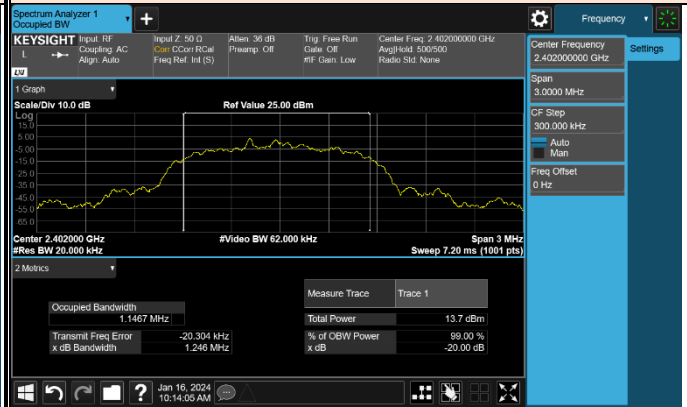 Spectrum Analyzer 1
Occupied BW
Frequency
KEYSIGHT
L
Input: RF
Coupling: AC
Align: Auto
Input Z: 50 Ω
Corr CCorr RCal
Freq Ref: Int (S)
Atten: 36 dB
Preamp: Off
Trig: Free Run
Gate: Off
#IF Gain: Low
Center Freq: 2.402000000 GHz
Avg|Hold: 500/500
Radio Std: None
Center Frequency
2.402000000 GHz
Settings
Span
3.0000 MHz
CF Step
300.000 kHz
Auto
Man
Freq Offset
0 Hz
1 Graph
Scale/Div 10.0 dB
Ref Value 25.00 dBm
Log
15.0
5.00
-5.00
-15.0
-25.0
-35.0
-45.0
-55.0
-65.0
Center 2.402000 GHz
#Video BW 62.000 kHz
Span 3 MHz
#Res BW 20.000 kHz
Sweep 7.20 ms (1001 pts)
2 Metrics
Measure Trace
Trace 1
Occupied Bandwidth
1.1467 MHz
Total Power
13.7 dBm
Transmit Freq Error
-20.304 kHz
% of OBW Power
99.00 %
x dB Bandwidth
1.246 MHz
x dB
-20.00 dB
?
Jan 16, 2024
10:14:05 AM